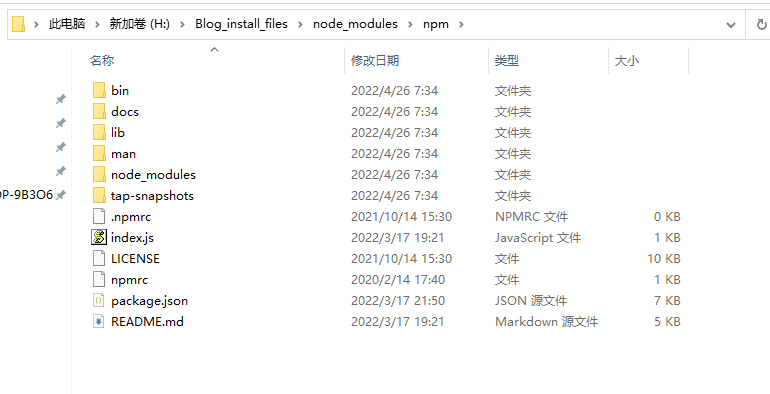 此电脑 > 新加卷 (H:) > Blog_install_files > node_modules > npm >
名称 修改日期 类型 大小
bin 2022/4/26 7:34 文件夹
docs 2022/4/26 7:34 文件夹
lib 2022/4/26 7:34 文件夹
man 2022/4/26 7:34 文件夹
node_modules 2022/4/26 7:34 文件夹
tap-snapshots 2022/4/26 7:34 文件夹
OP-9B3O6
.npmrc 2021/10/14 15:30 NPMRC 文件 0 KB
index.js 2022/3/17 19:21 JavaScript 文件 1 KB
LICENSE 2021/10/14 15:30 文件 10 KB
npmrc 2020/2/14 17:40 文件 1 KB
package.json 2022/3/17 21:50 JSON 源文件 7 KB
README.md 2022/3/17 19:21 Markdown 源文件 5 KB